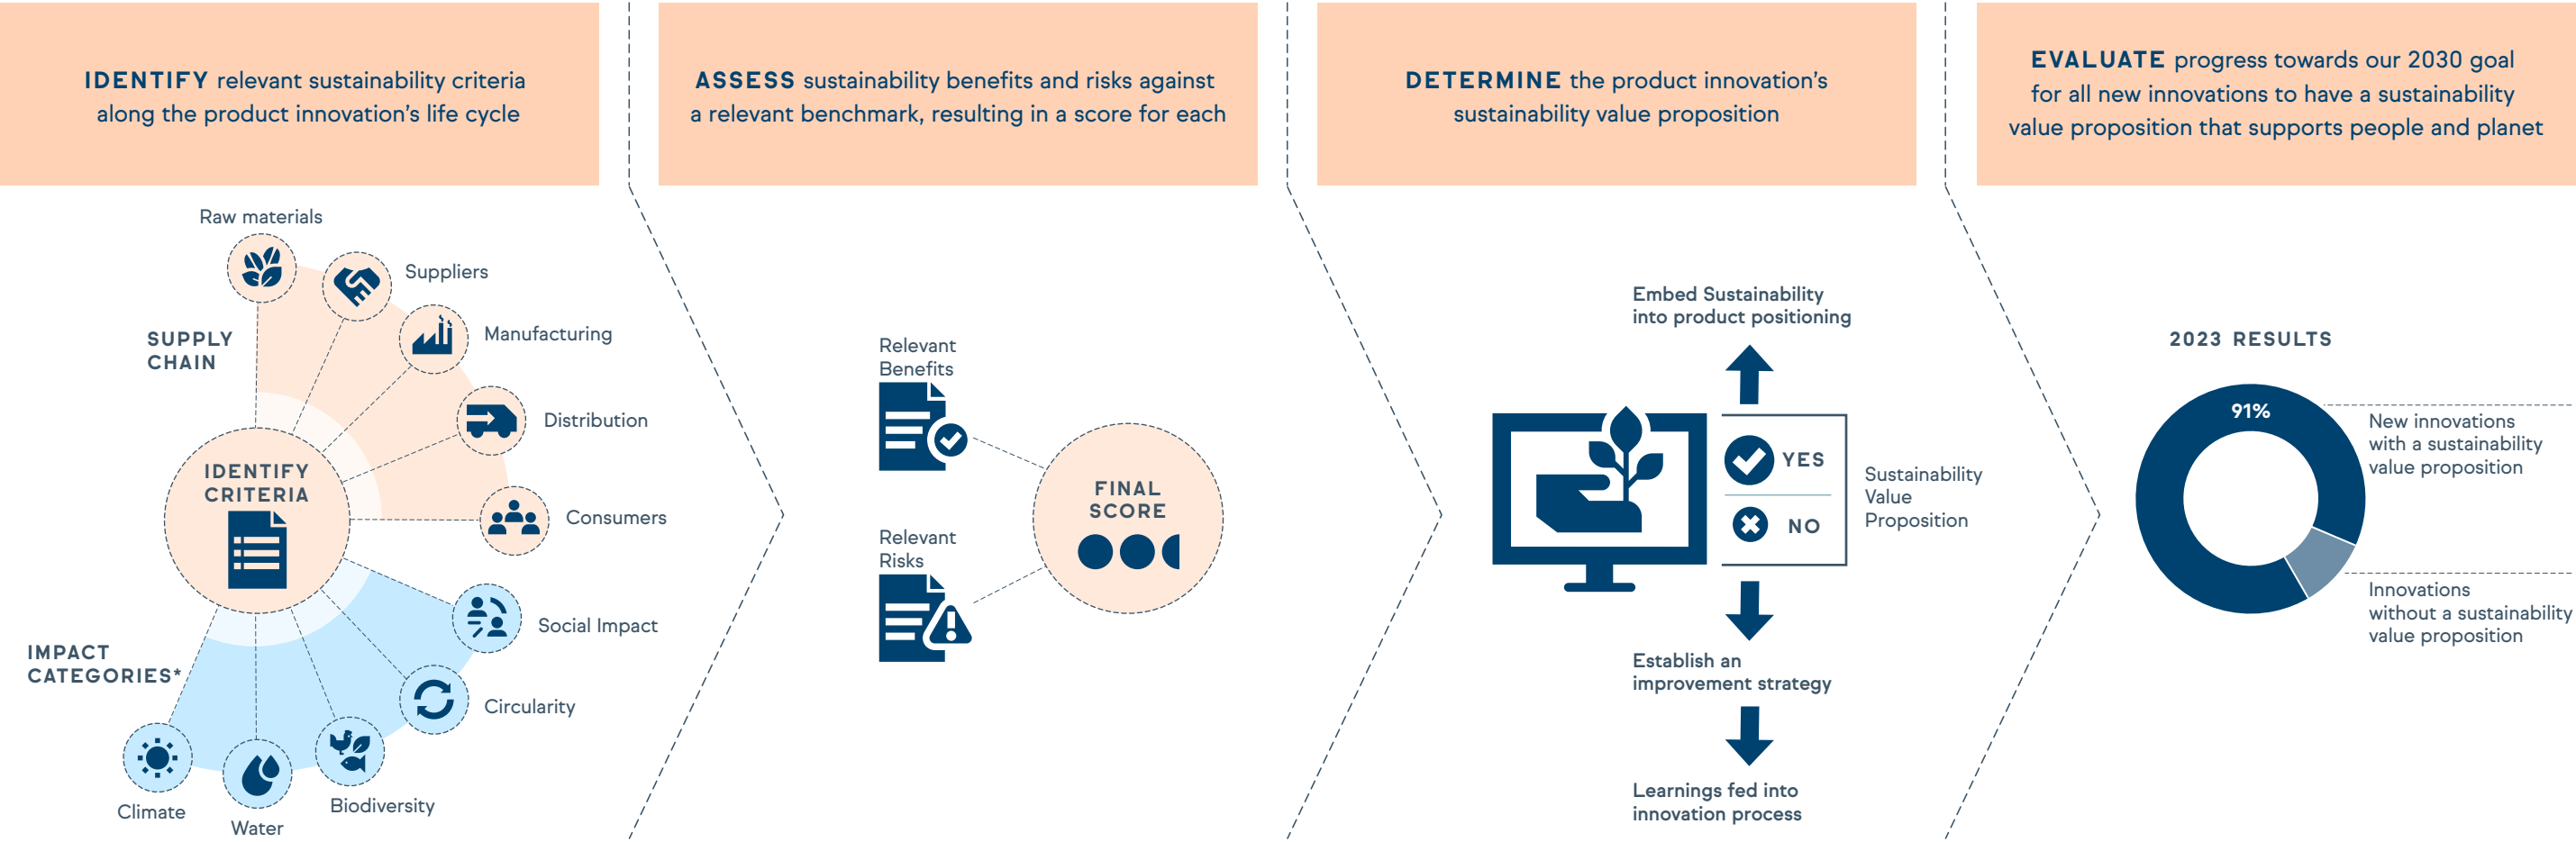 IDENTIFY relevant sustainability criteria
along the product innovation’s life cycle
Raw materials
Suppliers
Manufacturing
Distribution
Consumers
SUPPLY
CHAIN
IDENTIFY
CRITERIA
IMPACT
CATEGORIES*
Social Impact
Circularity
Biodiversity
Water
Climate
ASSESS sustainability benefits and risks against
a relevant benchmark, resulting in a score for each
Relevant
Benefits
Relevant
Risks
FINAL
SCORE
DETERMINE the product innovation’s
sustainability value proposition
Embed Sustainability
into product positioning
YES
NO
Sustainability
Value
Proposition
Establish an
improvement strategy
Learnings fed into
innovation process
EVALUATE progress towards our 2030 goal
for all new innovations to have a sustainability
value proposition that supports people and planet
2023 RESULTS
91%
New innovations
with a sustainability
value proposition
Innovations
without a sustainability
value proposition